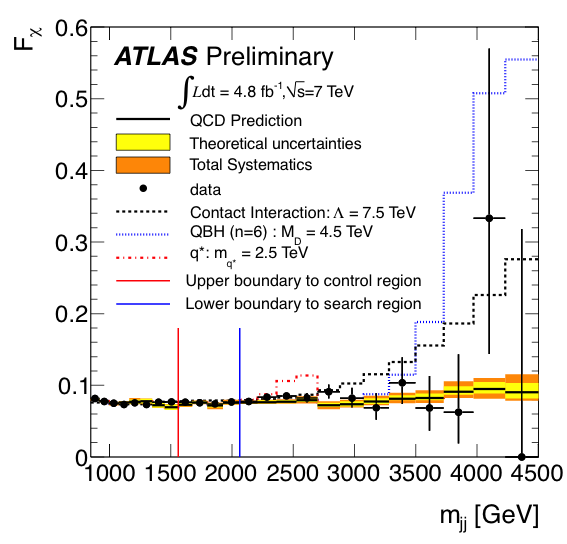 F_χ
0.6
0.5
0.4
0.3
0.2
0.1
0
ATLAS Preliminary
∫Ldt = 4.8 fb⁻¹,√s=7 TeV
QCD Prediction
Theoretical uncertainties
Total Systematics
data
Contact Interaction: Λ = 7.5 TeV
QBH (n=6) : M_D = 4.5 TeV
q*: m_q* = 2.5 TeV
Upper boundary to control region
Lower boundary to search region
1000 1500 2000 2500 3000 3500 4000 4500
m_jj [GeV]